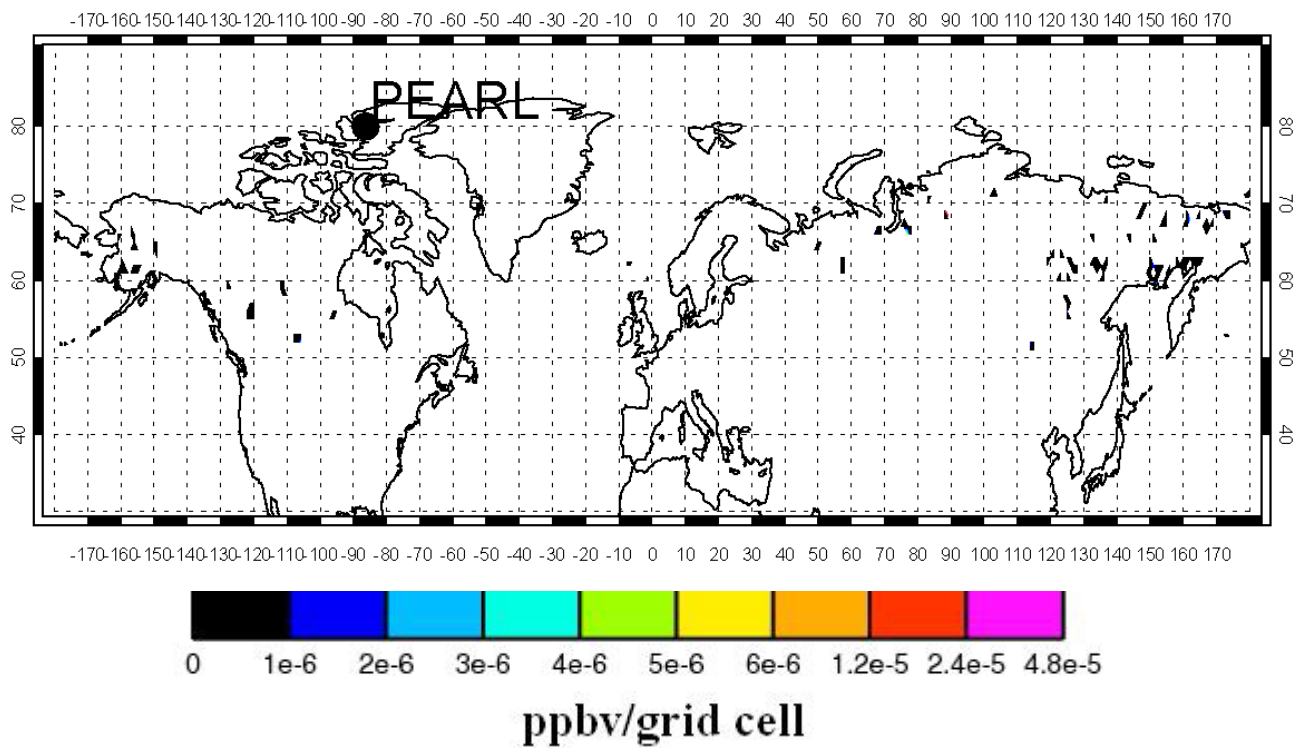 -170-160-150-140-130-120-110-100 -90 -80 -70 -60 -50 -40 -30 -20 -10 0 10 20 30 40 50 60 70 80 90 100 110 120 130 140 150 160 170
PEARL
80 80
70 70
60 60
50 50
40 40
-170-160-150-140-130-120-110-100 -90 -80 -70 -60 -50 -40 -30 -20 -10 0 10 20 30 40 50 60 70 80 90 100 110 120 130 140 150 160 170
0 1e-6 2e-6 3e-6 4e-6 5e-6 6e-6 1.2e-5 2.4e-5 4.8e-5
ppbv/grid cell